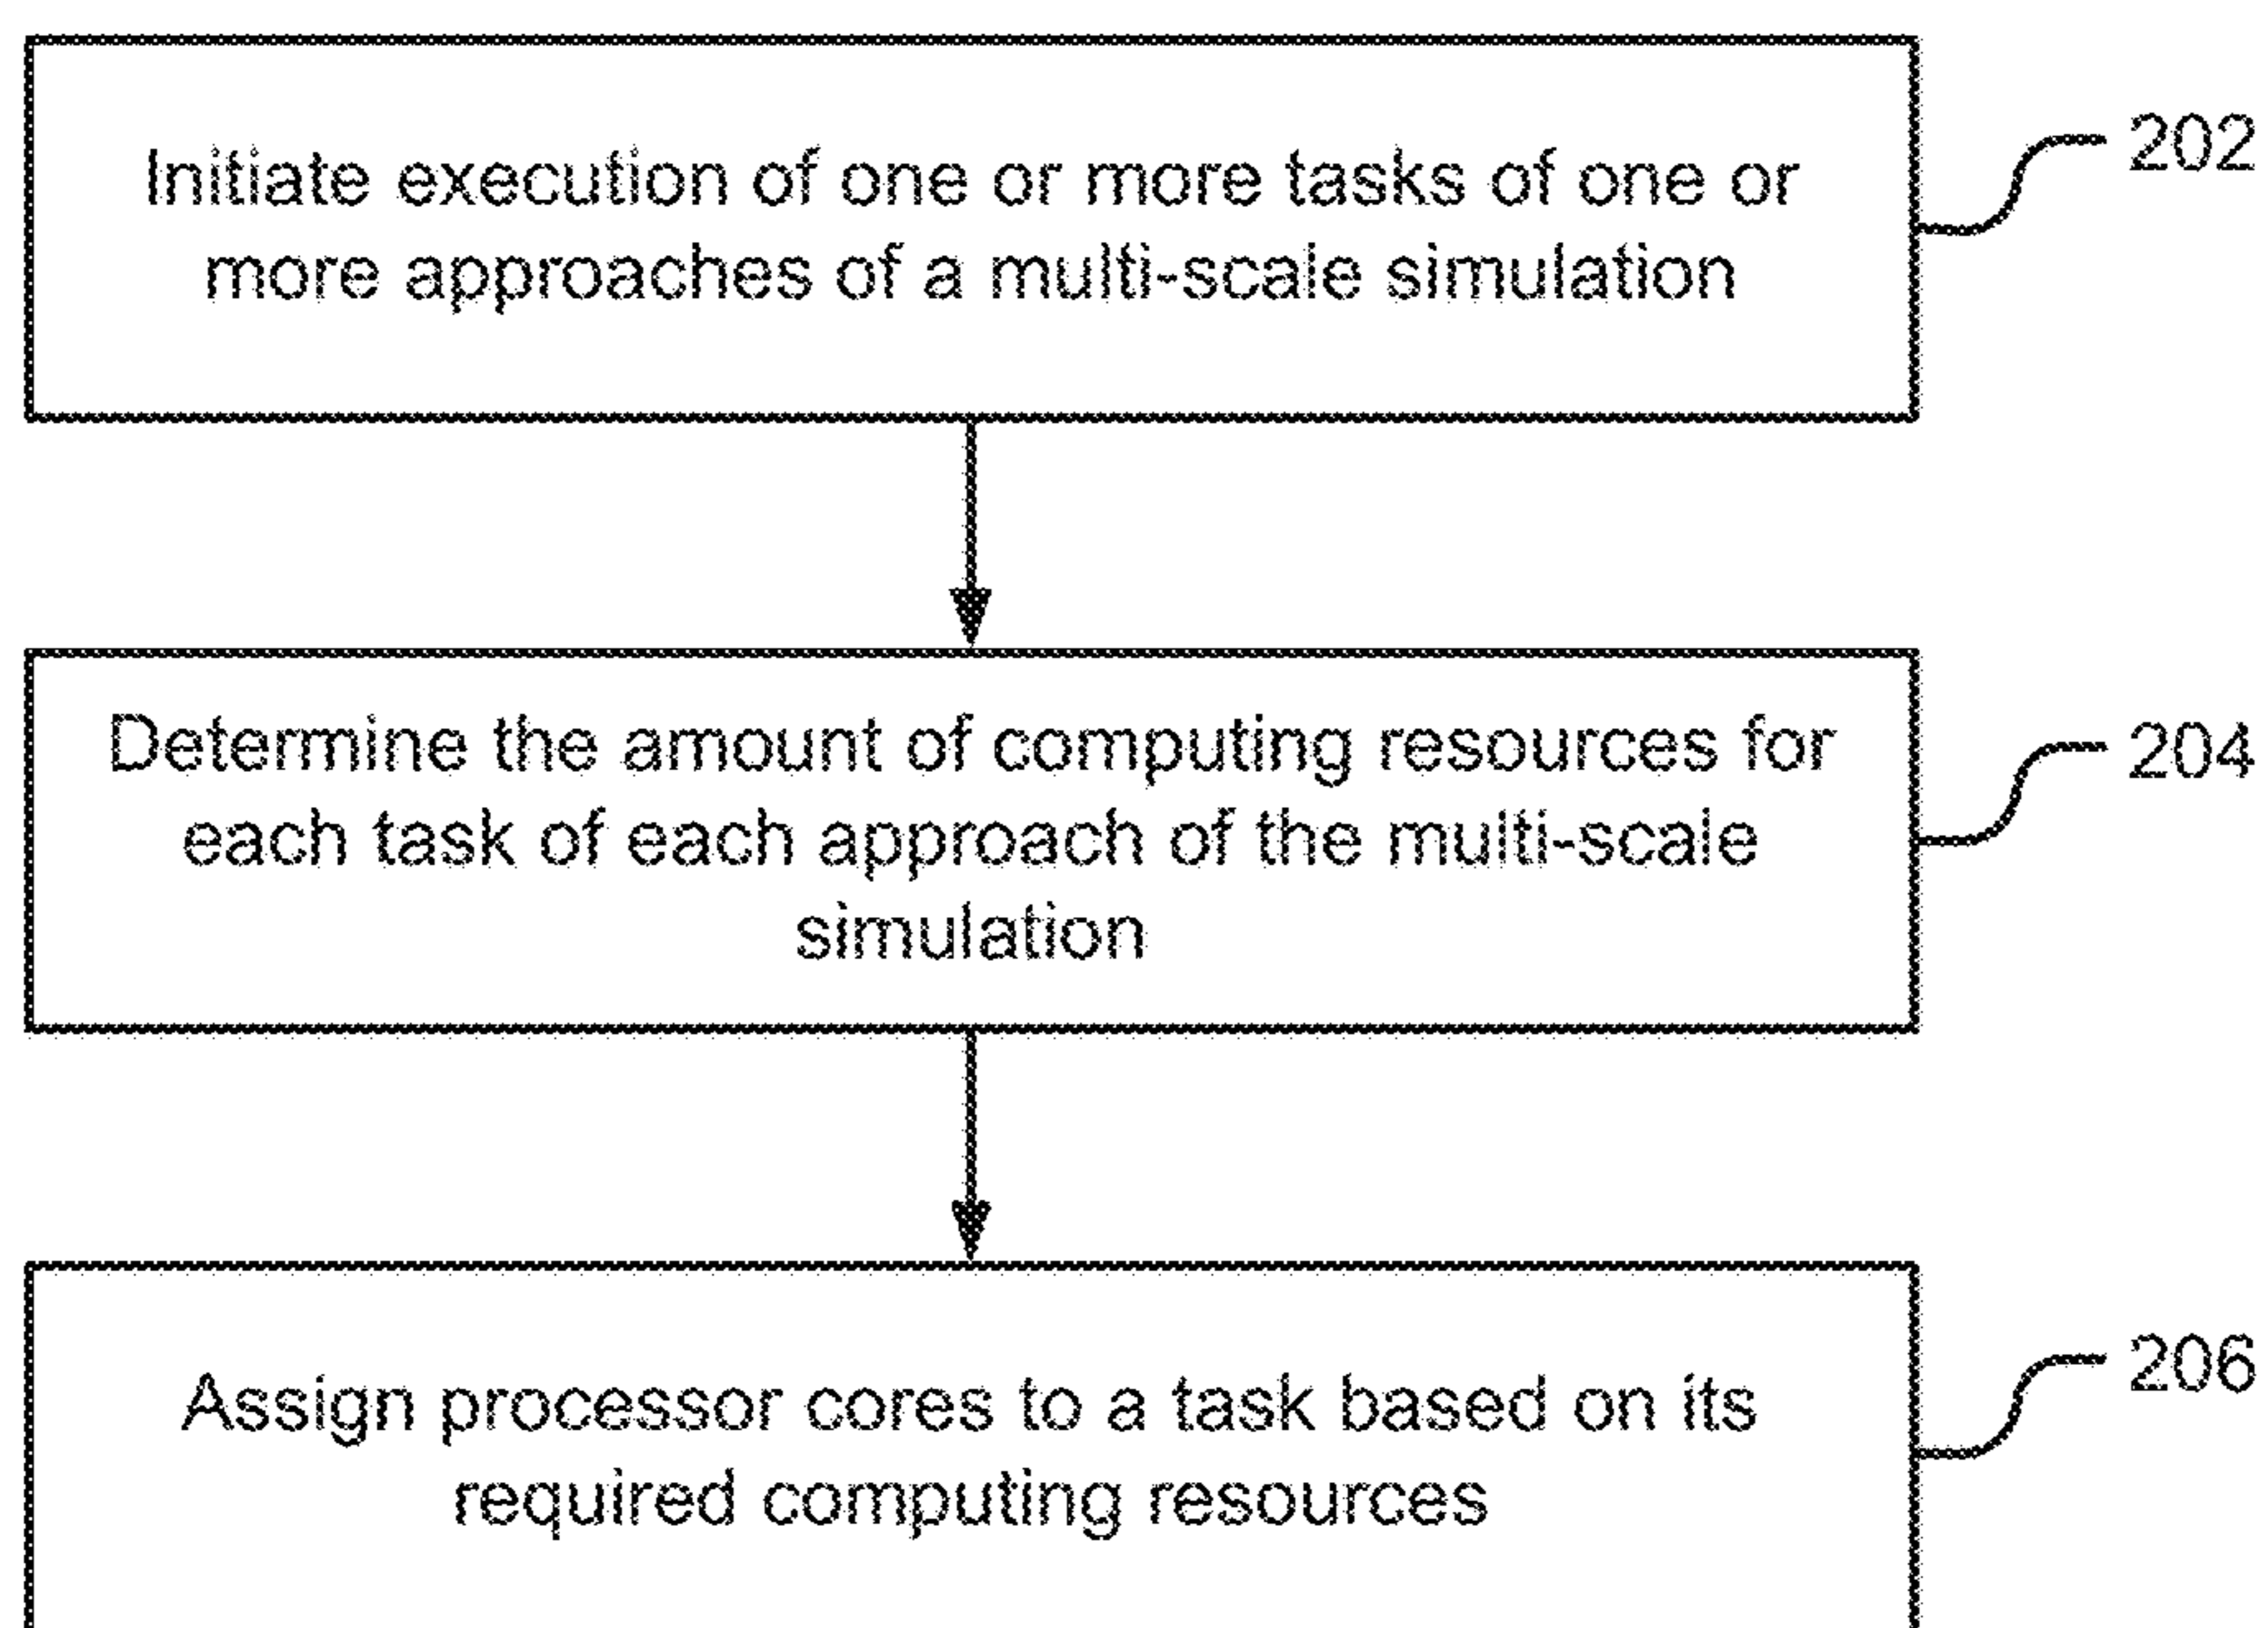 Initiate execution of one or more tasks of one or
more approaches of a multi-scale simulation
202
Determine the amount of computing resources for
each task of each approach of the multi-scale
simulation
204
Assign processor cores to a task based on its
required computing resources
206